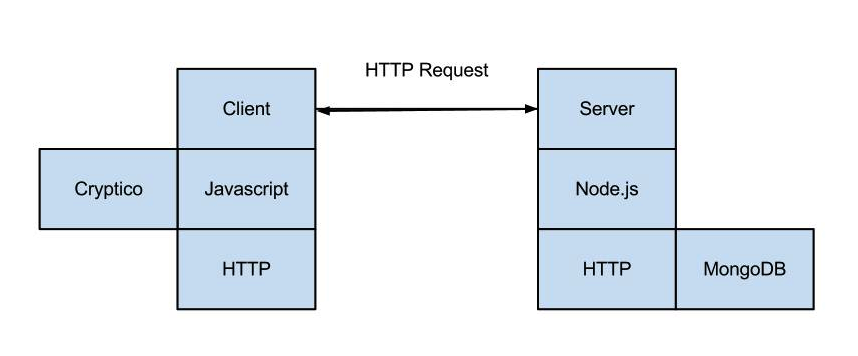 HTTP Request
Client
Server
Cryptico
Javascript
Node.js
HTTP
HTTP
MongoDB